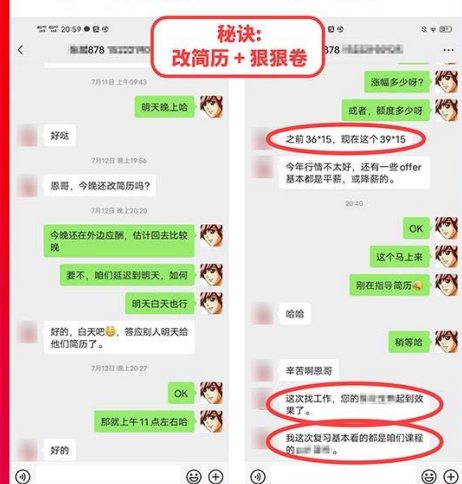 秘诀:
改简历 + 狠狠卷
20:59
878
7月11日 上午09:43
明天晚上哈
好哒
7月12日 晚上19:56
恩哥，今晚还改简历吗?
7月12日 晚上20:20
今晚还在外边应酬，估计回去比较
晚
要不，咱们延迟到明天，如何
明天白天也行
好的，白天吧，答应别人明天给
他们简历了。
7月12日 晚上20:27
OK
那就上午11点左右哈
好的
878
涨幅多少呀?
或者，额度多少呀
之前 36*15，现在这个 39*15
今年行情不太好，还有一些 offer
基本都是平薪，或降薪的。
20:40
OK
这个马上来
刚在指导简历
哈哈
稍等哈
辛苦啊恩哥
这次找工作，您的
起到效
果了。
我这次复习基本看的都是咱们课程
的
。